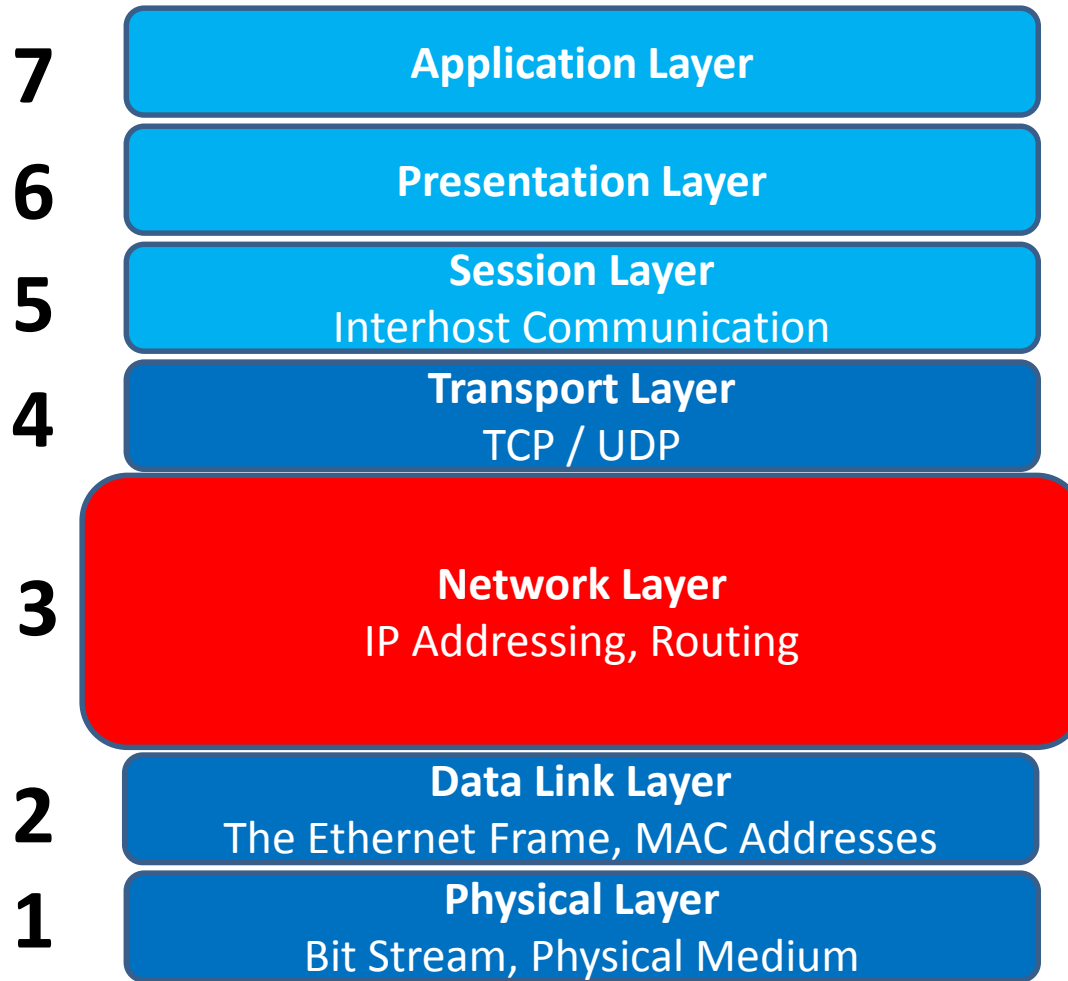 7
Application Layer
6
Presentation Layer
5
Session Layer
Interhost Communication
4
Transport Layer
TCP / UDP
3
Network Layer
IP Addressing, Routing
2
Data Link Layer
The Ethernet Frame, MAC Addresses
1
Physical Layer
Bit Stream, Physical Medium